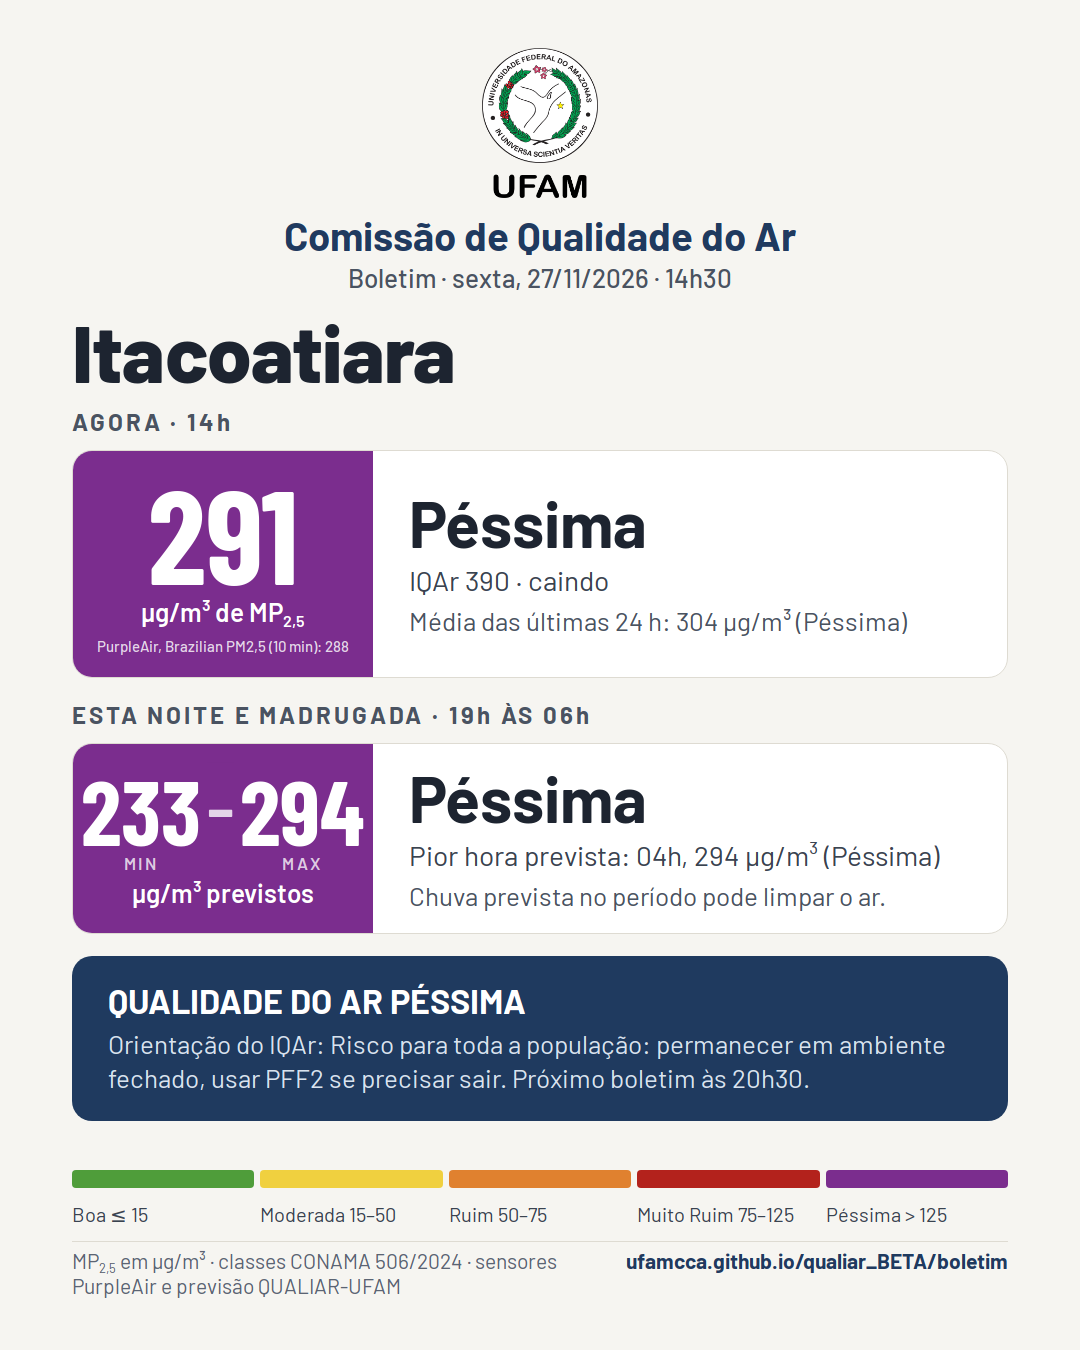 UNIVERSIDADE FEDERAL DO AMAZONAS
IN UNIVERSA SCIENTIA VERITAS
UFAM
Comissão de Qualidade do Ar
Boletim · sexta, 27/11/2026 · 14h30
Itacoatiara
AGORA · 14h
291
µg/m³ de MP2,5
PurpleAir, Brazilian PM2,5 (10 min): 288
Péssima
IQAr 390 · caindo
Média das últimas 24 h: 304 µg/m³ (Péssima)
ESTA NOITE E MADRUGADA · 19h ÀS 06h
233 – 294
MIN MAX
µg/m³ previstos
Péssima
Pior hora prevista: 04h, 294 µg/m³ (Péssima)
Chuva prevista no período pode limpar o ar.
QUALIDADE DO AR PÉSSIMA
Orientação do IQAr: Risco para toda a população: permanecer em ambiente
fechado, usar PFF2 se precisar sair. Próximo boletim às 20h30.
Boa ≤ 15 Moderada 15–50 Ruim 50–75 Muito Ruim 75–125 Péssima > 125
MP2,5 em µg/m³ · classes CONAMA 506/2024 · sensores
PurpleAir e previsão QUALIAR-UFAM
ufamcca.github.io/qualiar_BETA/boletim